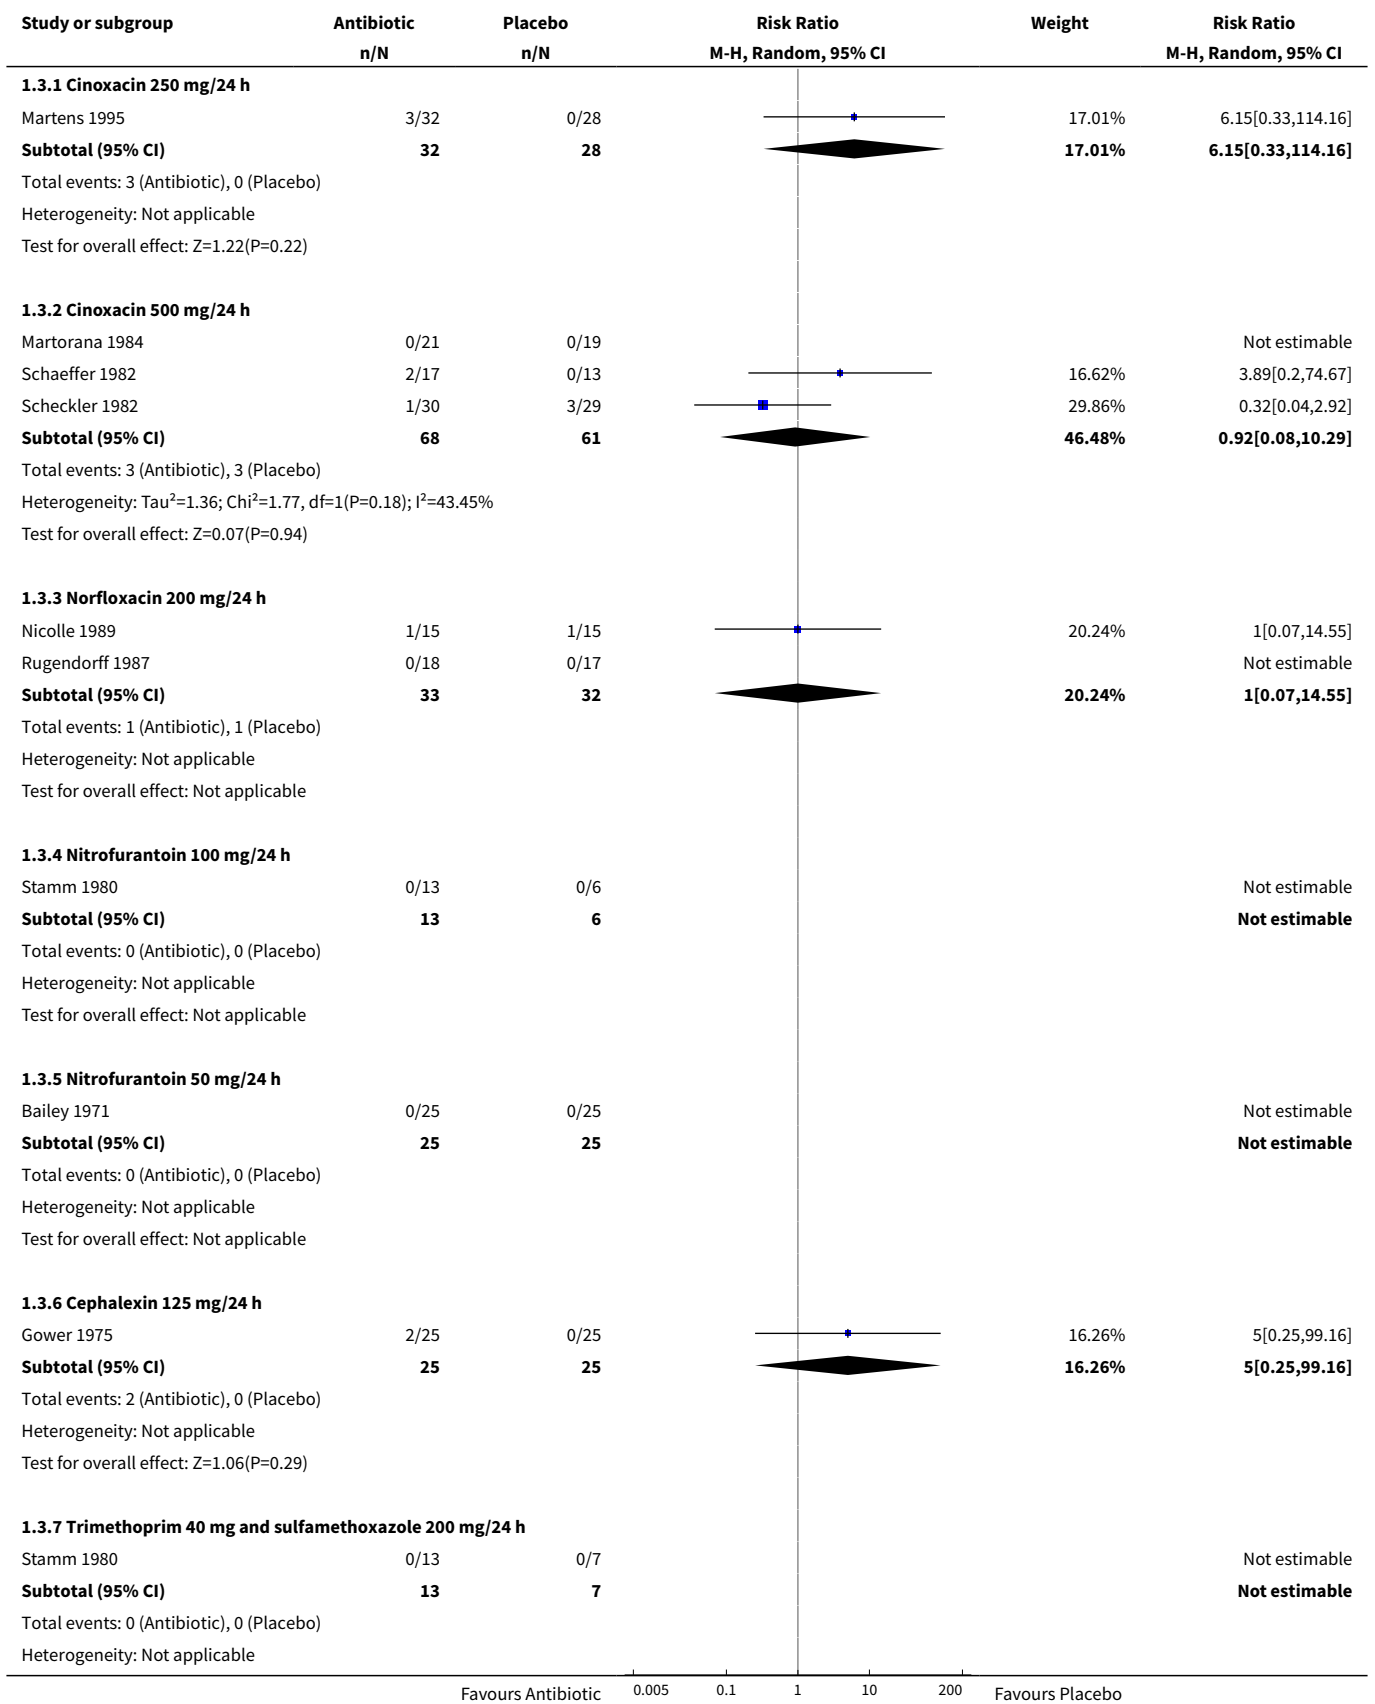 Study or subgroup Antibiotic Placebo Risk Ratio Weight Risk Ratio
n/N n/N M-H, Random, 95% CI M-H, Random, 95% CI
1.3.1 Cinoxacin 250 mg/24 h
Martens 1995 3/32 0/28 17.01% 6.15[0.33,114.16]
Subtotal (95% CI) 32 28 17.01% 6.15[0.33,114.16]
Total events: 3 (Antibiotic), 0 (Placebo)
Heterogeneity: Not applicable
Test for overall effect: Z=1.22(P=0.22)
1.3.2 Cinoxacin 500 mg/24 h
Martorana 1984 0/21 0/19 Not estimable
Schaeffer 1982 2/17 0/13 16.62% 3.89[0.2,74.67]
Scheckler 1982 1/30 3/29 29.86% 0.32[0.04,2.92]
Subtotal (95% CI) 68 61 46.48% 0.92[0.08,10.29]
Total events: 3 (Antibiotic), 3 (Placebo)
Heterogeneity: Tau²=1.36; Chi²=1.77, df=1(P=0.18); I²=43.45%
Test for overall effect: Z=0.07(P=0.94)
1.3.3 Norfloxacin 200 mg/24 h
Nicolle 1989 1/15 1/15 20.24% 1[0.07,14.55]
Rugendorff 1987 0/18 0/17 Not estimable
Subtotal (95% CI) 33 32 20.24% 1[0.07,14.55]
Total events: 1 (Antibiotic), 1 (Placebo)
Heterogeneity: Not applicable
Test for overall effect: Not applicable
1.3.4 Nitrofurantoin 100 mg/24 h
Stamm 1980 0/13 0/6 Not estimable
Subtotal (95% CI) 13 6 Not estimable
Total events: 0 (Antibiotic), 0 (Placebo)
Heterogeneity: Not applicable
Test for overall effect: Not applicable
1.3.5 Nitrofurantoin 50 mg/24 h
Bailey 1971 0/25 0/25 Not estimable
Subtotal (95% CI) 25 25 Not estimable
Total events: 0 (Antibiotic), 0 (Placebo)
Heterogeneity: Not applicable
Test for overall effect: Not applicable
1.3.6 Cephalexin 125 mg/24 h
Gower 1975 2/25 0/25 16.26% 5[0.25,99.16]
Subtotal (95% CI) 25 25 16.26% 5[0.25,99.16]
Total events: 2 (Antibiotic), 0 (Placebo)
Heterogeneity: Not applicable
Test for overall effect: Z=1.06(P=0.29)
1.3.7 Trimethoprim 40 mg and sulfamethoxazole 200 mg/24 h
Stamm 1980 0/13 0/7 Not estimable
Subtotal (95% CI) 13 7 Not estimable
Total events: 0 (Antibiotic), 0 (Placebo)
Heterogeneity: Not applicable
Favours Antibiotic 0.005 0.1 1 10 200 Favours Placebo